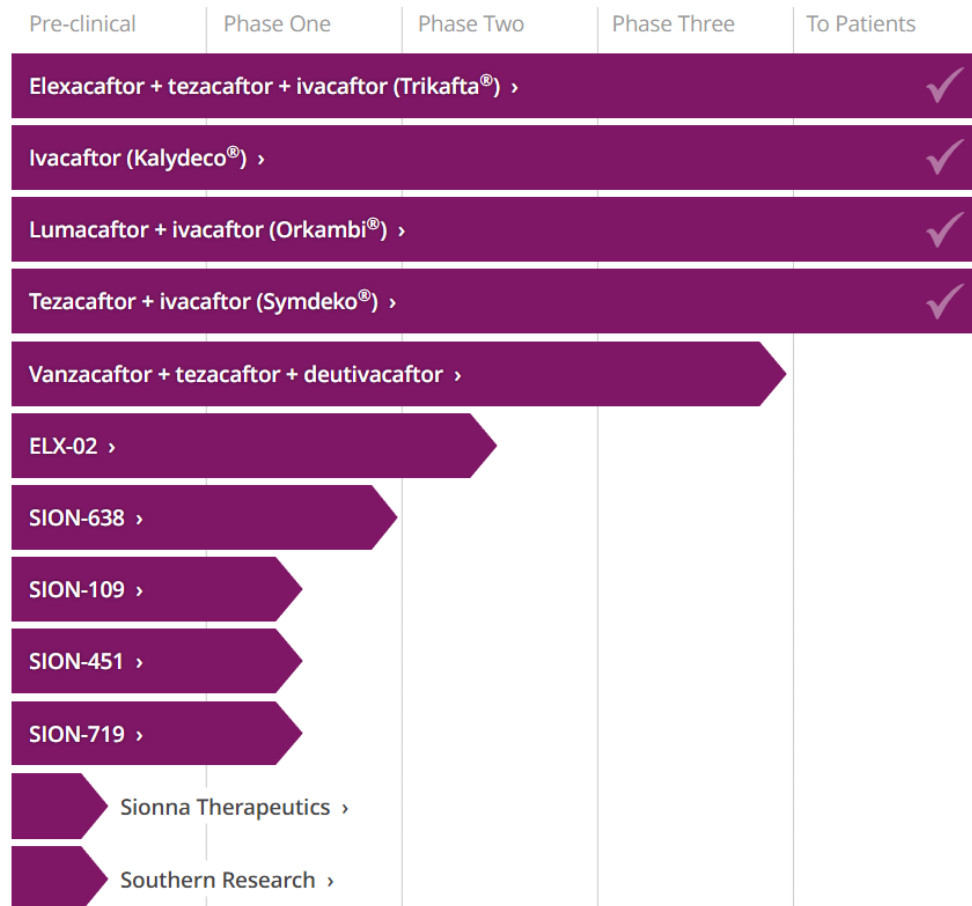 Pre-clinical Phase One Phase Two Phase Three To Patients
Elexacaftor + tezacaftor + ivacaftor (Trikafta®) ›
Ivacaftor (Kalydeco®) ›
Lumacaftor + ivacaftor (Orkambi®) ›
Tezacaftor + ivacaftor (Symdeko®) ›
Vanzacaftor + tezacaftor + deutivacaftor ›
ELX-02 ›
SION-638 ›
SION-109 ›
SION-451 ›
SION-719 ›
Sionna Therapeutics ›
Southern Research ›